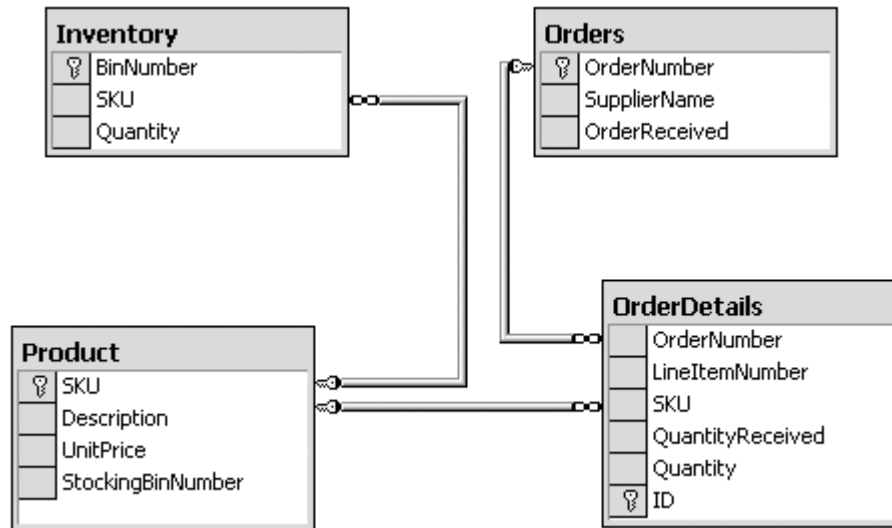 Inventory
BinNumber
SKU
Quantity
Orders
OrderNumber
SupplierName
OrderReceived
Product
SKU
Description
UnitPrice
StockingBinNumber
OrderDetails
OrderNumber
LineItemNumber
SKU
QuantityReceived
Quantity
ID